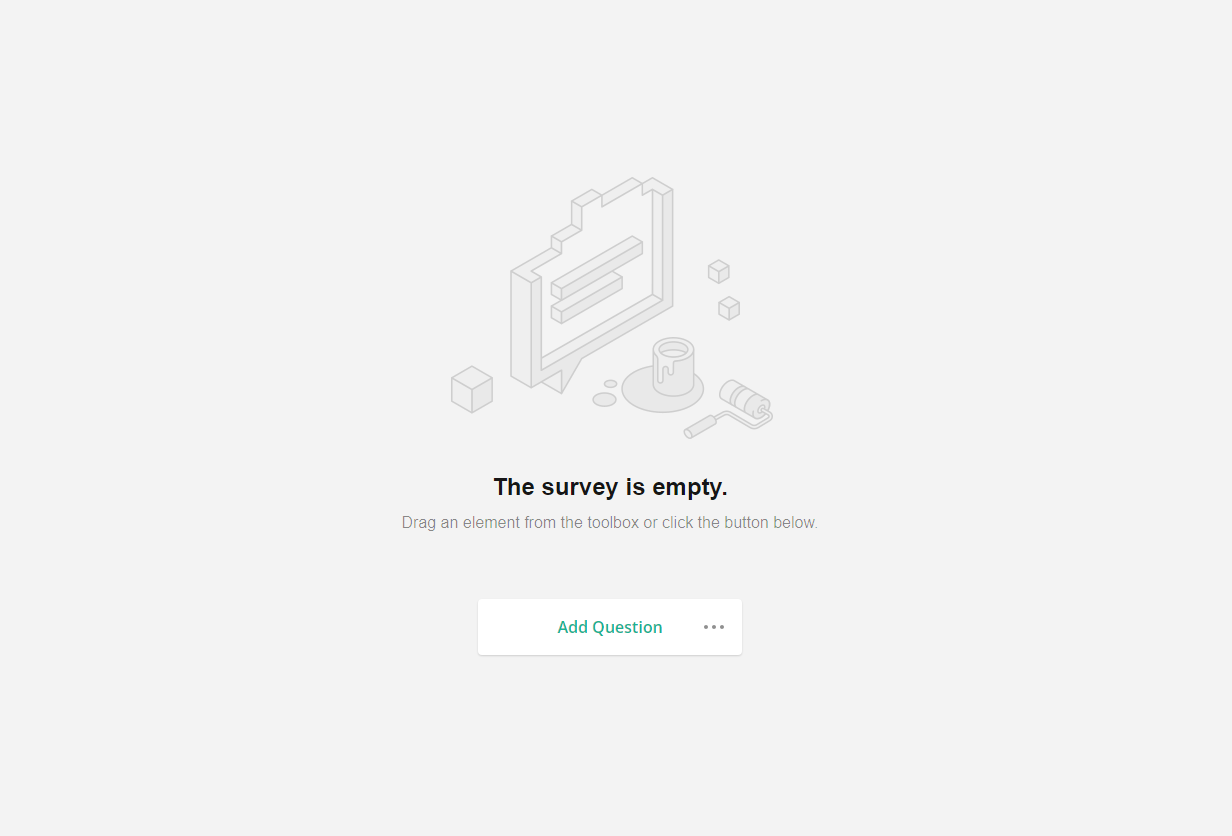 The survey is empty.
Drag an element from the toolbox or click the button below.
Add Question